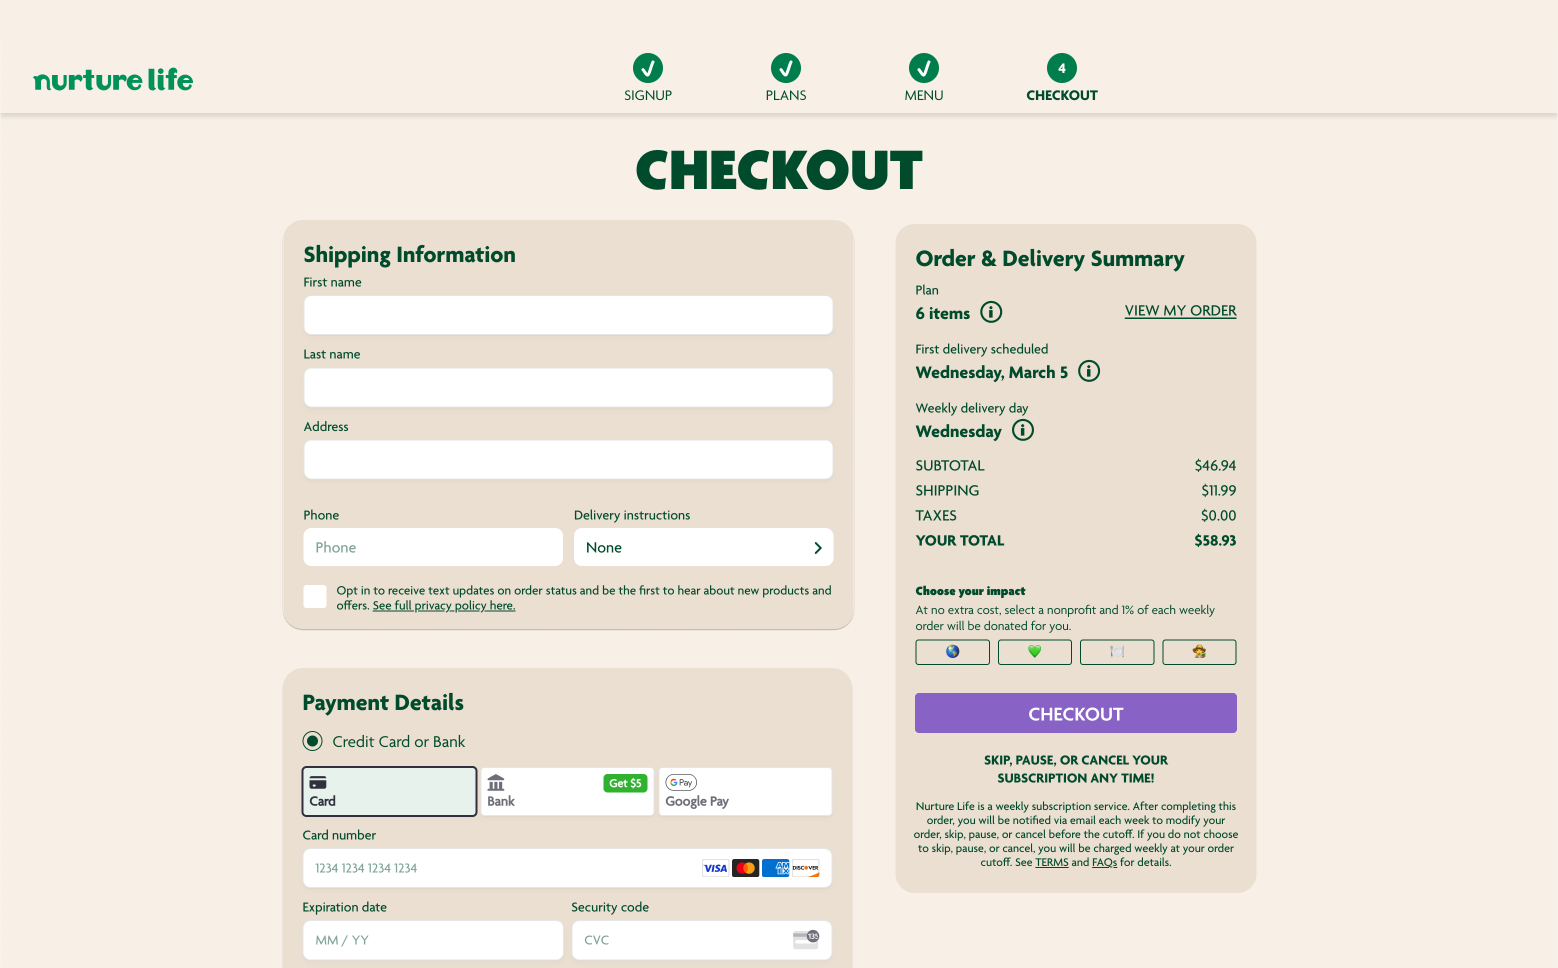 nurture life
SIGNUP
PLANS
MENU
4
CHECKOUT
CHECKOUT
Shipping Information
First name
Last name
Address
Phone
Delivery instructions
Phone
None
Opt in to receive text updates on order status and be the first to hear about new products and
offers. See full privacy policy here.
Payment Details
Credit Card or Bank
Card
Bank
Get $5
G Pay
Google Pay
Card number
1234 1234 1234 1234
VISA
AM
EX
DISCOVER
Expiration date
Security code
MM / YY
CVC
135
Order & Delivery Summary
Plan
6 items
VIEW MY ORDER
First delivery scheduled
Wednesday, March 5
Weekly delivery day
Wednesday
SUBTOTAL $46.94
SHIPPING $11.99
TAXES $0.00
YOUR TOTAL $58.93
Choose your impact
At no extra cost, select a nonprofit and 1% of each weekly
order will be donated for you.
CHECKOUT
SKIP, PAUSE, OR CANCEL YOUR
SUBSCRIPTION ANY TIME!
Nurture Life is a weekly subscription service. After completing this
order, you will be notified via email each week to modify your
order, skip, pause, or cancel before the cutoff. If you do not choose
to skip, pause, or cancel, you will be charged weekly at your order
cutoff. See TERMS and FAQs for details.